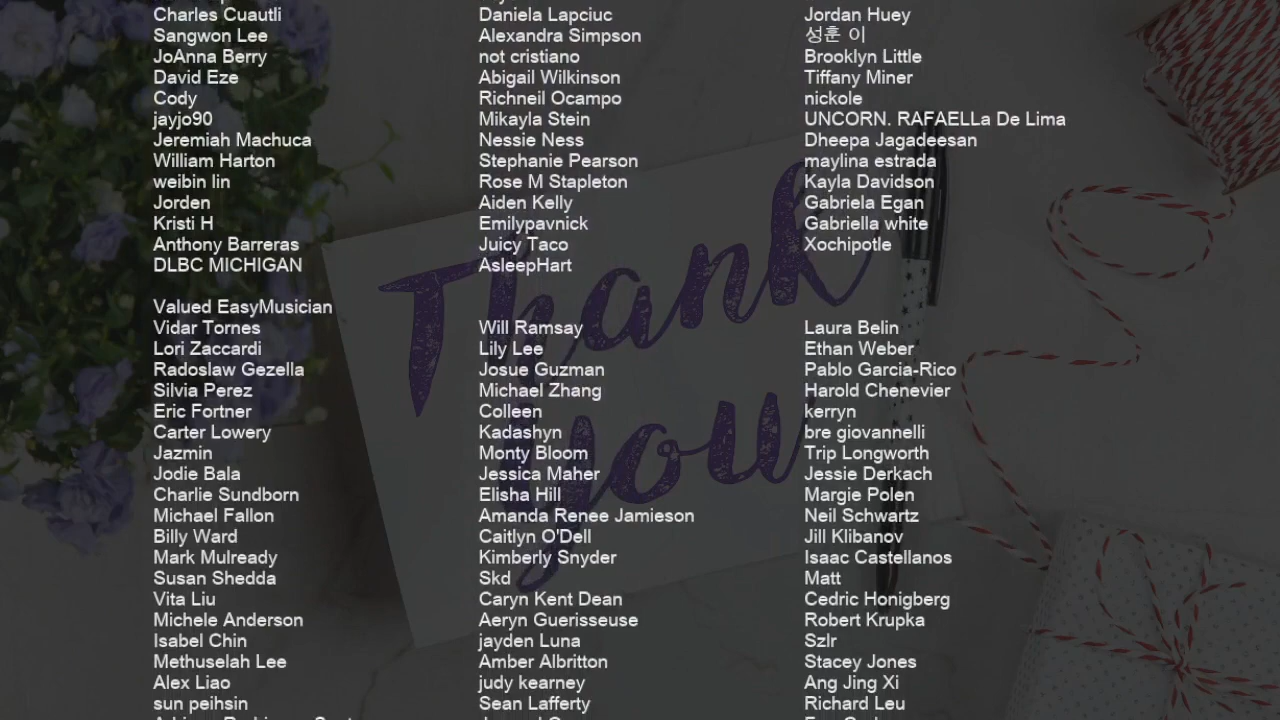 Charles Cuautli
Sangwon Lee
JoAnna Berry
David Eze
Cody
jayjo90
Jeremiah Machuca
William Harton
weibin lin
Jorden
Kristi H
Anthony Barreras
DLBC MICHIGAN
Daniela Lapciuc
Alexandra Simpson
not cristiano
Abigail Wilkinson
Richneil Ocampo
Mikayla Stein
Nessie Ness
Stephanie Pearson
Rose M Stapleton
Aiden Kelly
Emilypavnick
Juicy Taco
AsleepHart
Jordan Huey
성훈 이
Brooklyn Little
Tiffany Miner
nickole
UNCORN. RAFAELLa De Lima
Dheepa Jagadeesan
maylina estrada
Kayla Davidson
Gabriela Egan
Gabriella white
Xochipotle
Valued EasyMusician
Vidar Tornes
Lori Zaccardi
Radoslaw Gezella
Silvia Perez
Eric Fortner
Carter Lowery
Jazmin
Jodie Bala
Charlie Sundborn
Michael Fallon
Billy Ward
Mark Mulready
Susan Shedda
Vita Liu
Michele Anderson
Isabel Chin
Methuselah Lee
Alex Liao
sun peihsin
Will Ramsay
Lily Lee
Josue Guzman
Michael Zhang
Colleen
Kadashyn
Monty Bloom
Jessica Maher
Elisha Hill
Amanda Renee Jamieson
Caitlyn O'Dell
Kimberly Snyder
Skd
Caryn Kent Dean
Aeryn Guerisseuse
jayden Luna
Amber Albritton
judy kearney
Sean Lafferty
Laura Belin
Ethan Weber
Pablo Garcia-Rico
Harold Chenevier
kerryn
bre giovannelli
Trip Longworth
Jessie Derkach
Margie Polen
Neil Schwartz
Jill Klibanov
Isaac Castellanos
Matt
Cedric Honigberg
Robert Krupka
Szlr
Stacey Jones
Ang Jing Xi
Richard Leu
Thank
you